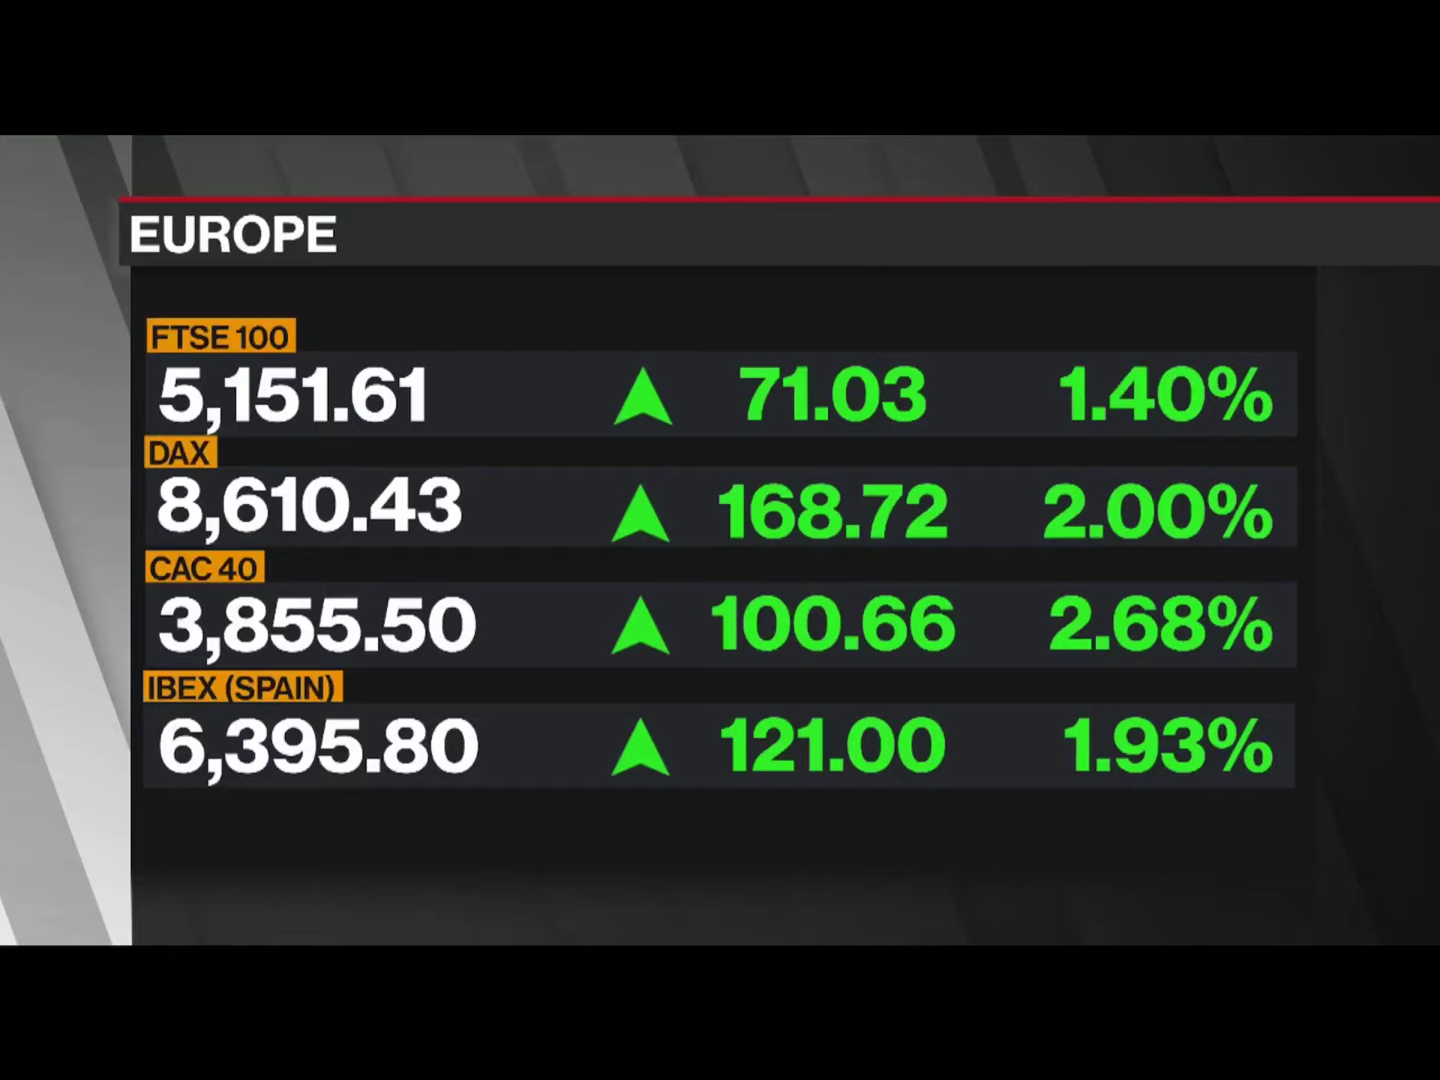 EUROPE
FTSE 100
5,151.61 ▲ 71.03 1.40%
DAX
8,610.43 ▲ 168.72 2.00%
CAC 40
3,855.50 ▲ 100.66 2.68%
IBEX (SPAIN)
6,395.80 ▲ 121.00 1.93%